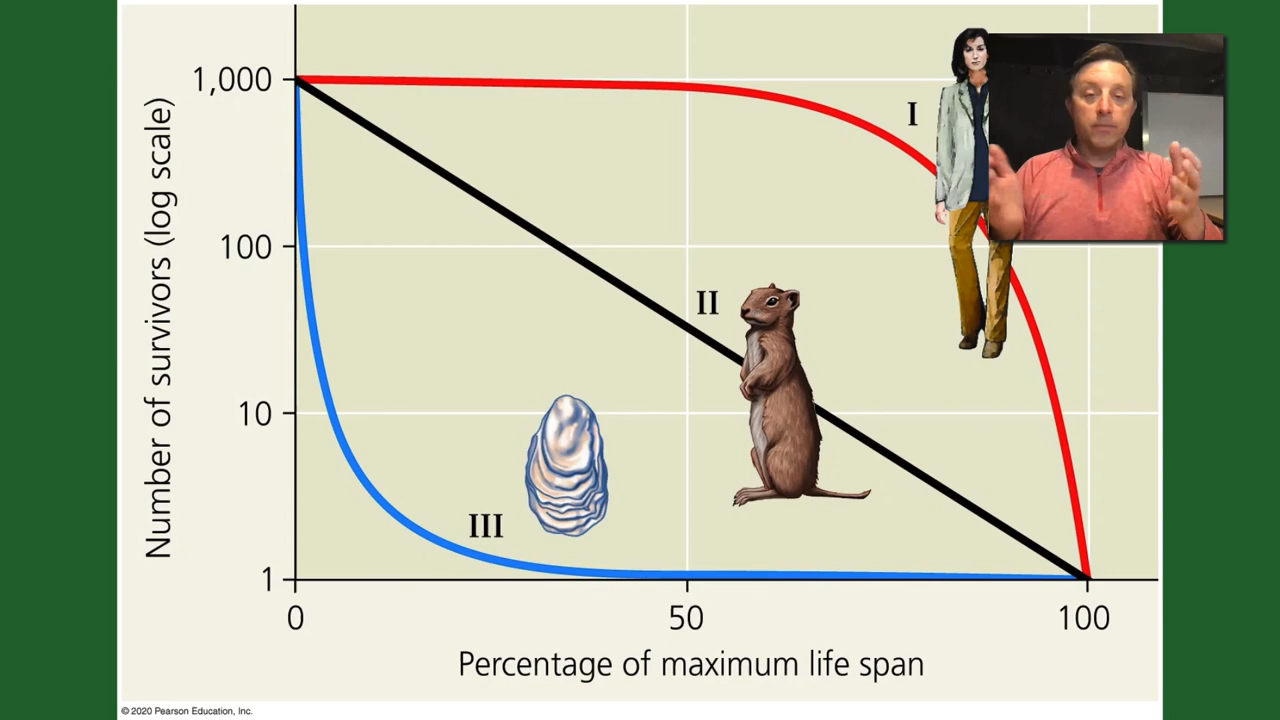 Number of survivors (log scale)
1,000
100
10
1
I
II
III
0
50
100
Percentage of maximum life span
© 2020 Pearson Education, Inc.